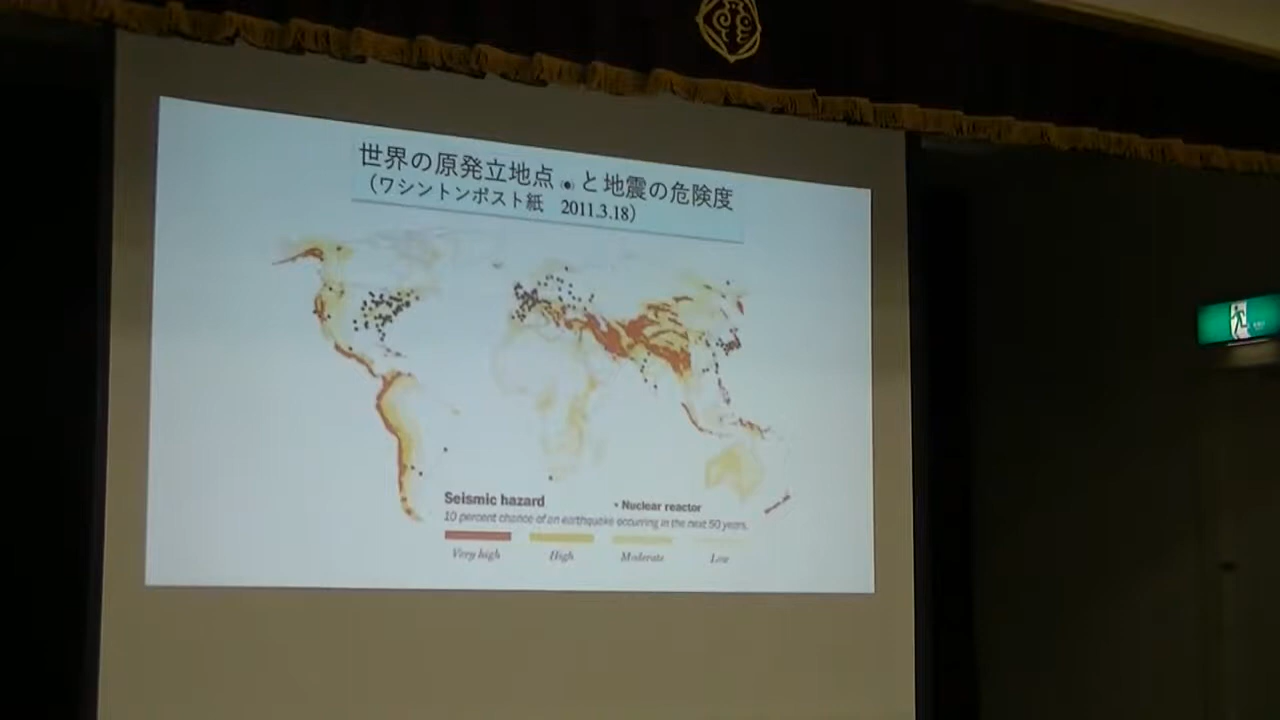 世界の原発立地点(●)と地震の危険度
（ワシントンポスト紙　2011.3.18）
Seismic hazard
• Nuclear reactor
10 percent chance of an earthquake occurring in the next 50 years.
Very high
High
Moderate
Low